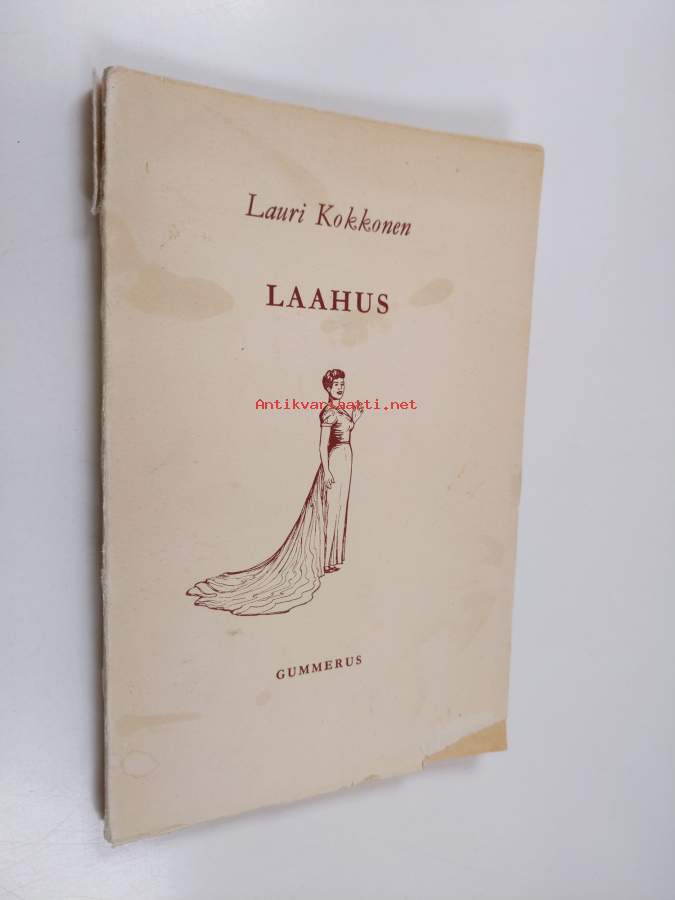 Lauri Kokkonen
LAAHUS
Antikvariaatti.net
GUMMERUS